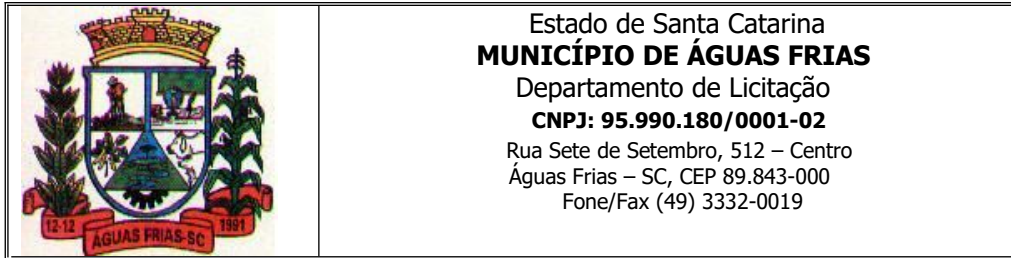 12-12
ÁGUAS FRIAS-SC
1991
Estado de Santa Catarina
MUNICÍPIO DE ÁGUAS FRIAS
Departamento de Licitação
CNPJ: 95.990.180/0001-02
Rua Sete de Setembro, 512 – Centro
Águas Frias – SC, CEP 89.843-000
Fone/Fax (49) 3332-0019